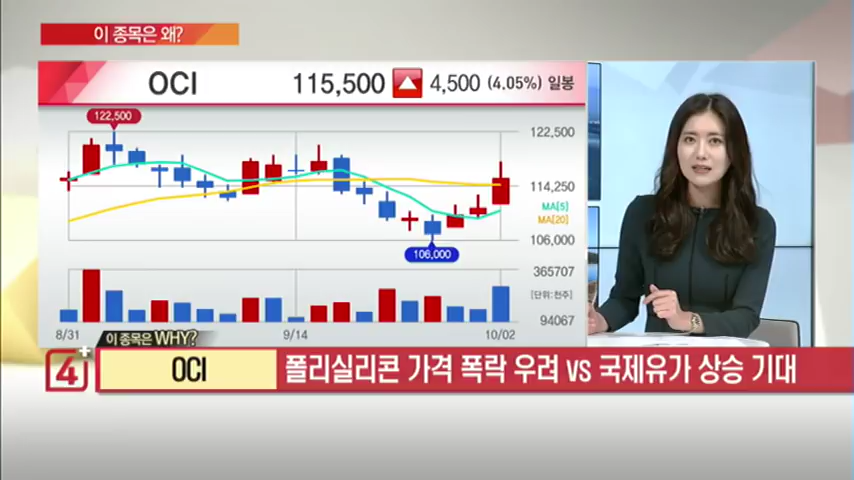 이 종목은 왜?
OCI 115,500 4,500 (4.05%) 일봉
122,500
122,500
114,250
MA[5]
MA[20]
106,000
106,000
365707
[단위:천주]
94067
8/31 9/14 10/02
이 종목은 WHY?
4+ OCI 폴리실리콘 가격 폭락 우려 vs 국제유가 상승 기대